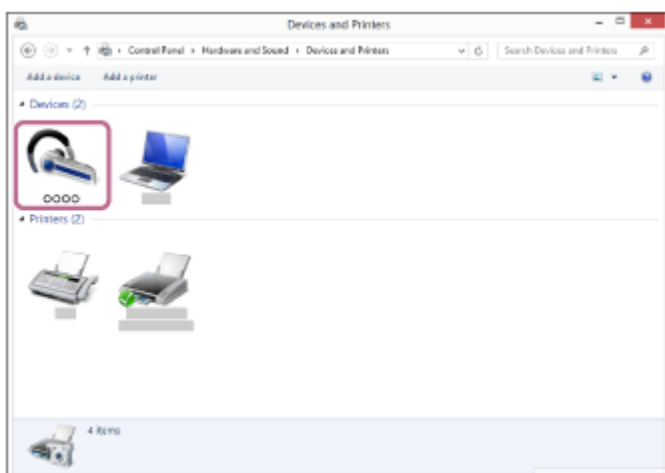 Devices and Printers
Control Panel › Hardware and Sound › Devices and Printers
Search Devices and Printers
Add a device Add a printer
Devices (2)
OOOO
Printers (2)
4 items